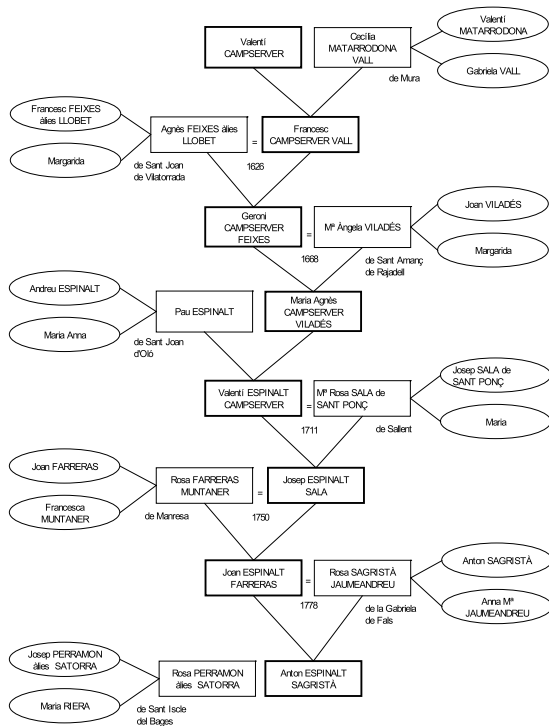 Valentí
MATARRODONA
Valentí
CAMPSERVER
Cecília
MATARRODONA
VALL
Gabriela VALL
de Mura
Francesc FEIXES
àlies LLOBET
Agnès FEIXES àlies
LLOBET
=
Francesc
CAMPSERVER VALL
Margarida
de Sant Joan
de Vilatorrada
1626
Geroni
CAMPSERVER
FEIXES
=
Mª Àngela VILADÉS
Joan VILADÉS
1668
de Sant Amanç
de Rajadell
Margarida
Andreu ESPINALT
Pau ESPINALT
Maria Agnès
CAMPSERVER
VILADÉS
Maria Anna
de Sant Joan
d'Oló
Valentí ESPINALT
CAMPSERVER
=
Mª Rosa SALA de
SANT PONÇ
Josep SALA de
SANT PONÇ
1711
de Sallent
Maria
Joan FARRERAS
Rosa FARRERAS
MUNTANER
=
Josep ESPINALT
SALA
Francesca
MUNTANER
de Manresa
1750
Joan ESPINALT
FARRERAS
=
Rosa SAGRISTÀ
JAUMEANDREU
Anton SAGRISTÀ
1778
de la Gabriela
de Fals
Anna Mª
JAUMEANDREU
Josep PERRAMON
àlies SATORRA
Rosa PERRAMON
àlies SATORRA
Anton ESPINALT
SAGRISTÀ
Maria RIERA
de Sant Iscle
del Bages